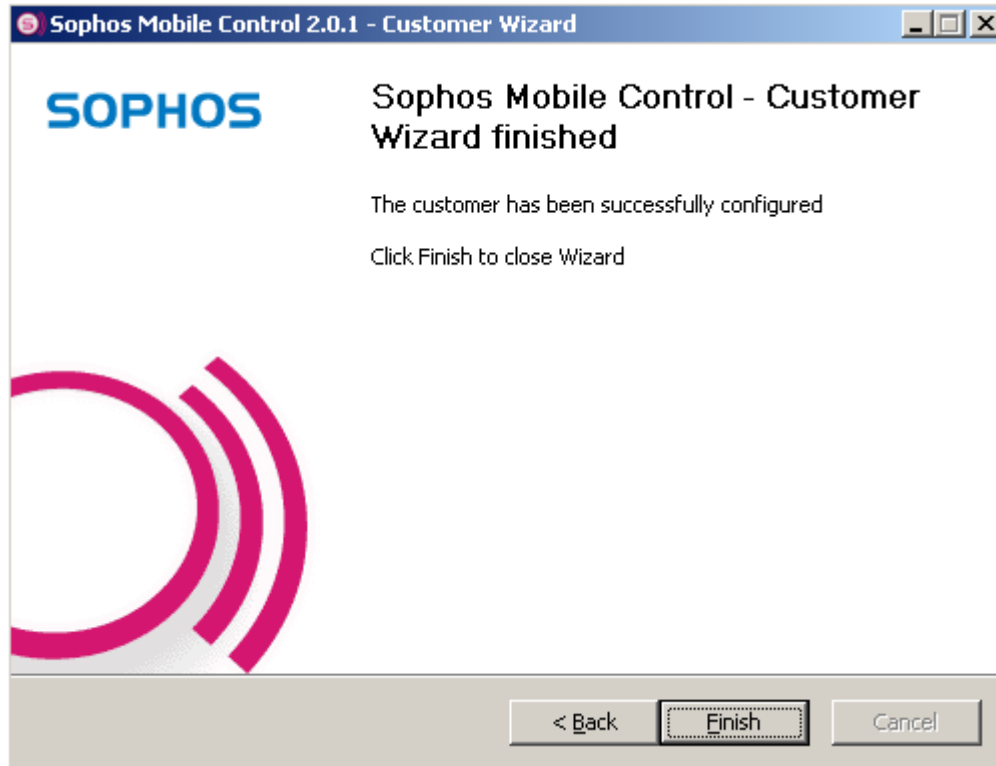 Sophos Mobile Control 2.0.1 - Customer Wizard
SOPHOS
Sophos Mobile Control - Customer
Wizard finished
The customer has been successfully configured
Click Finish to close Wizard
< Back
Finish
Cancel